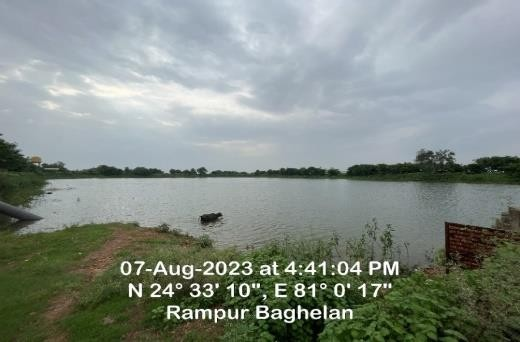 07-Aug-2023 at 4:41:04 PM
N 24° 33' 10", E 81° 0' 17"
Rampur Baghelan